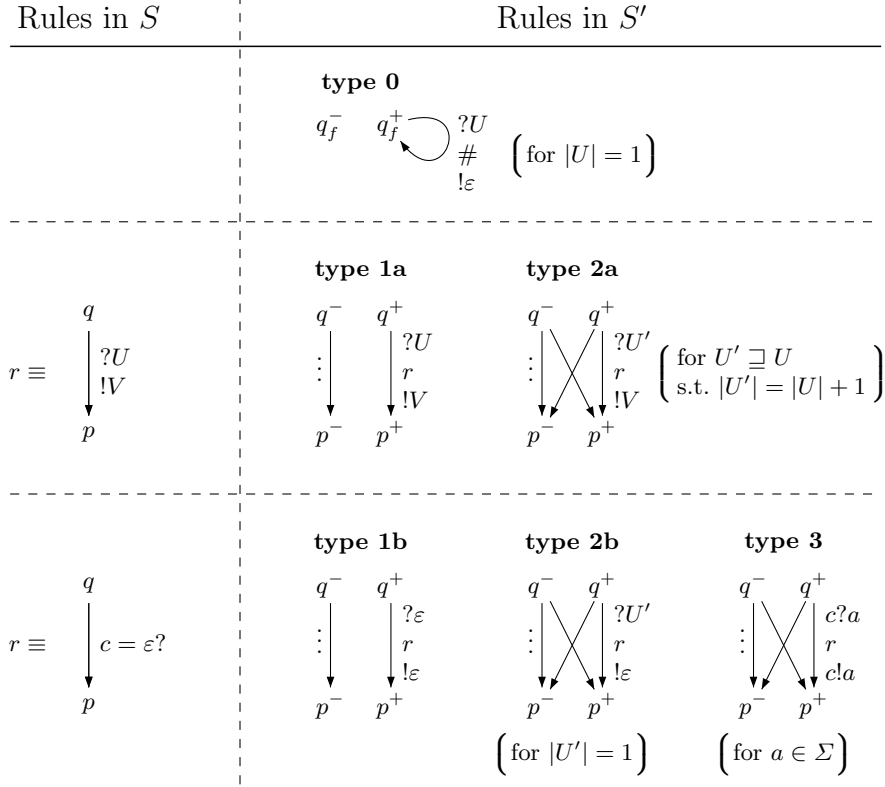 Rules in S
Rules in S′
type 0
q_f^− q_f^+ ?U
#
!ε
(for |U| = 1)
type 1a
type 2a
q
q^− q^+
q^− q^+
r ≡
?U
!V
⋮
?U
r
!V
⋮
?U′
r
!V
for U′ ⊒ U
s.t. |U′| = |U| + 1
p
p^− p^+
p^− p^+
type 1b
type 2b
type 3
q
q^− q^+
q^− q^+
q^− q^+
r ≡
c = ε?
⋮
?ε
r
!ε
⋮
?U′
r
!ε
⋮
c?a
r
c!a
p
p^− p^+
p^− p^+
p^− p^+
(for |U′| = 1)
(for a ∈ Σ)